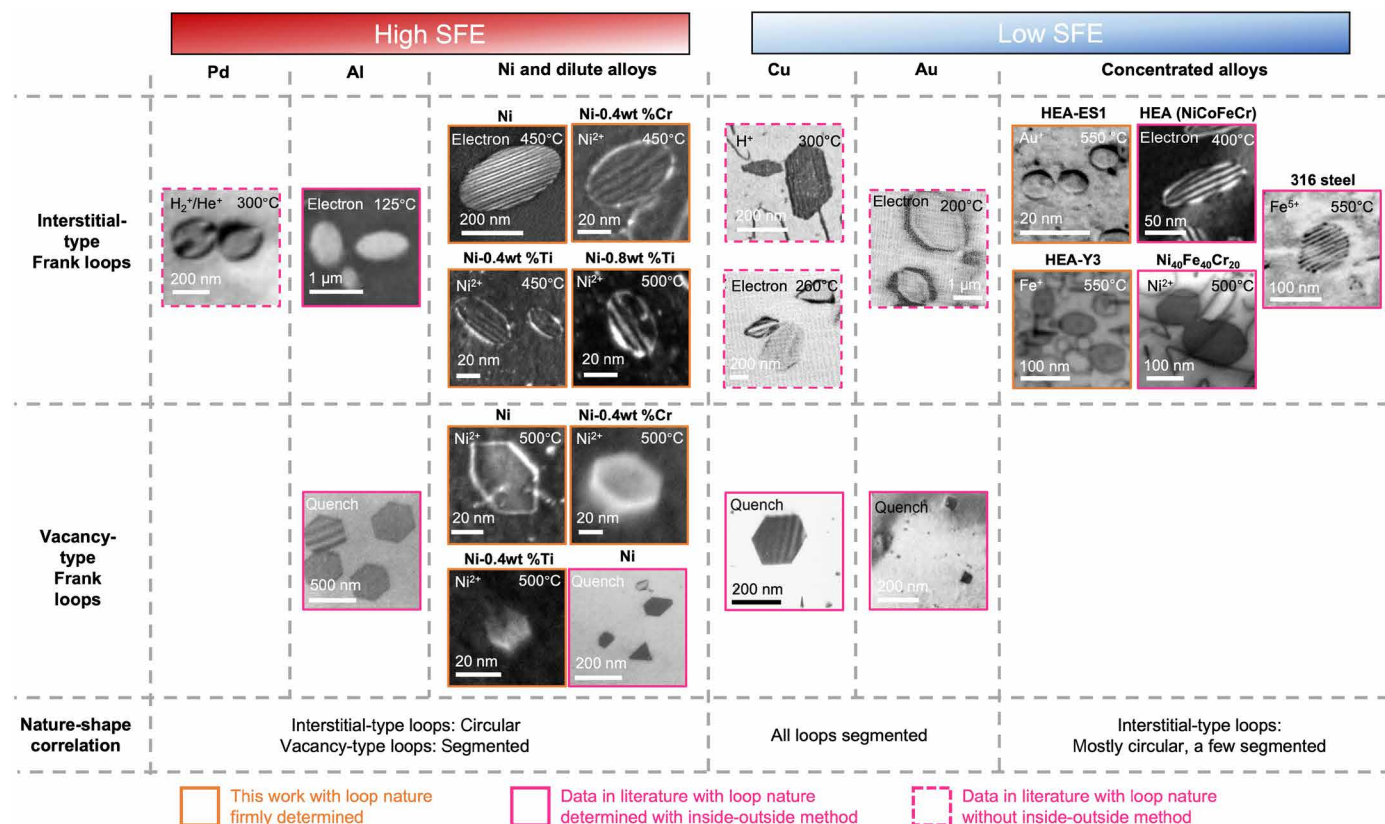 High SFE
Low SFE
Pd
Al
Ni and dilute alloys
Cu
Au
Concentrated alloys
Interstitial-
type
Frank loops
H₂⁺/He⁺ 300°C
200 nm
Electron 125°C
1 µm
Ni
Electron 450°C
200 nm
Ni-0.4wt %Cr
Ni²⁺ 450°C
20 nm
Ni-0.4wt %Ti
Ni²⁺ 450°C
20 nm
Ni-0.8wt %Ti
Ni²⁺ 500°C
20 nm
H⁺ 300°C
200 nm
Electron 260°C
200 nm
Electron 200°C
1 µm
HEA-ES1
Au⁺ 550 °C
20 nm
HEA (NiCoFeCr)
Electron 400°C
50 nm
HEA-Y3
Fe⁺ 550°C
100 nm
Ni₄₀Fe₄₀Cr₂₀
Ni²⁺ 500°C
100 nm
316 steel
Fe⁵⁺ 550°C
100 nm
Vacancy-
type
Frank
loops
Quench
500 nm
Ni
Ni²⁺ 500°C
20 nm
Ni-0.4wt %Cr
Ni²⁺ 500°C
20 nm
Ni-0.4wt %Ti
Ni²⁺ 500°C
20 nm
Ni
Quench
200 nm
Quench
200 nm
Quench
200 nm
Nature-shape
correlation
Interstitial-type loops: Circular
Vacancy-type loops: Segmented
All loops segmented
Interstitial-type loops:
Mostly circular, a few segmented
This work with loop nature
firmly determined
Data in literature with loop nature
determined with inside-outside method
Data in literature with loop nature
without inside-outside method